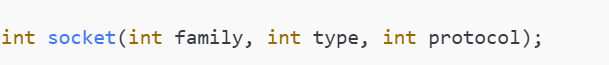 int socket(int family, int type, int protocol);